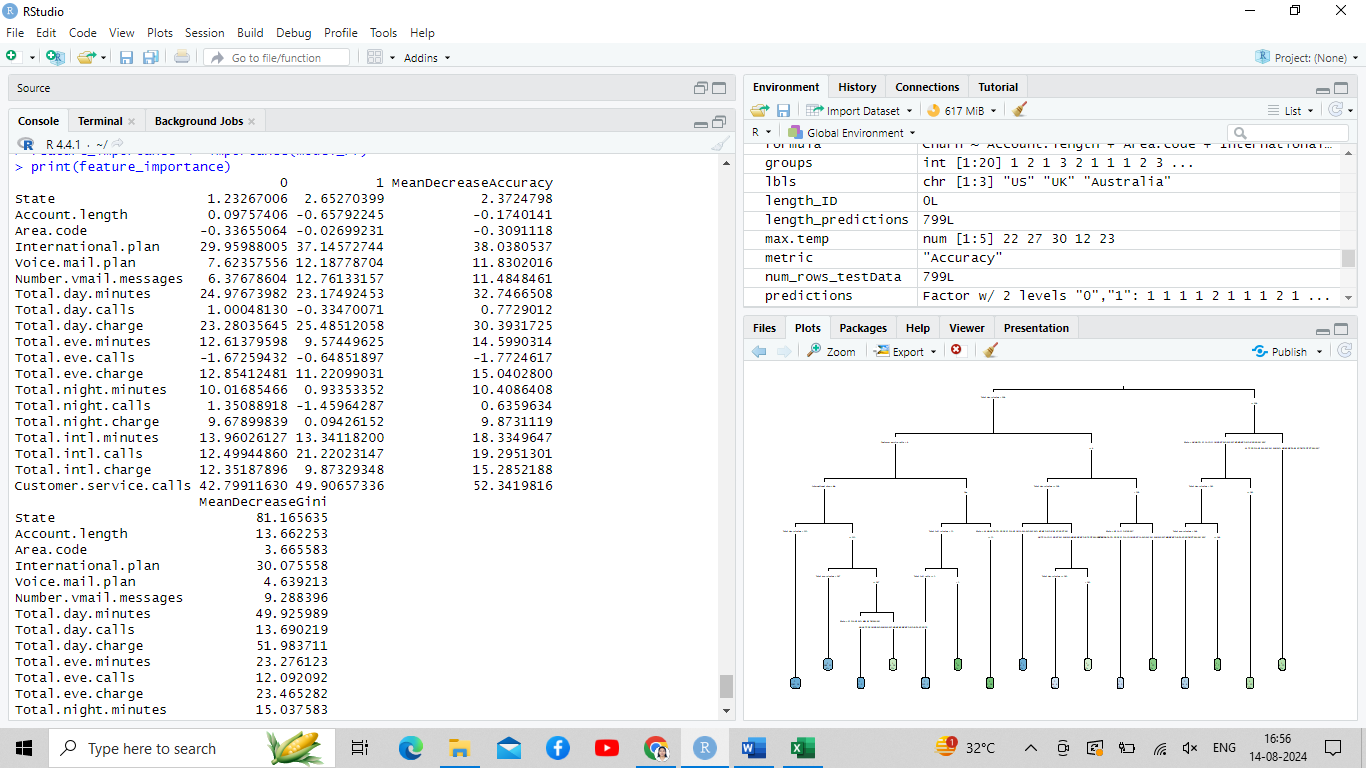 RStudio
File Edit Code View Plots Session Build Debug Profile Tools Help
Go to file/function Addins Project: (None)
Source
Console Terminal Background Jobs
R 4.4.1 · ~/
> print(feature_importance)
0 1 MeanDecreaseAccuracy
State 1.23267006 2.65270399 2.3724798
Account.length 0.09757406 -0.65792245 -0.1740141
Area.code -0.33655064 -0.02699231 -0.3091118
International.plan 29.95988005 37.14572744 38.0380537
Voice.mail.plan 7.62357556 12.18778704 11.8302016
Number.vmail.messages 6.37678604 12.76133157 11.4848461
Total.day.minutes 24.97673982 23.17492453 32.7466508
Total.day.calls 1.00048130 -0.33470071 0.7729012
Total.day.charge 23.28035645 25.48512058 30.3931725
Total.eve.minutes 12.61379598 9.57449625 14.5990314
Total.eve.calls -1.67259432 -0.64851897 -1.7724617
Total.eve.charge 12.85412481 11.22099031 15.0402800
Total.night.minutes 10.01685466 0.93353352 10.4086408
Total.night.calls 1.35088918 -1.45964287 0.6359634
Total.night.charge 9.67899839 0.09426152 9.8731119
Total.intl.minutes 13.96026127 13.34118200 18.3349647
Total.intl.calls 12.49944860 21.22023147 19.2951301
Total.intl.charge 12.35187896 9.87329348 15.2852188
Customer.service.calls 42.79911630 49.90657336 52.3419816
MeanDecreaseGini
State 81.165635
Account.length 13.662253
Area.code 3.665583
International.plan 30.075558
Voice.mail.plan 4.639213
Number.vmail.messages 9.288396
Total.day.minutes 49.925989
Total.day.calls 13.690219
Total.day.charge 51.983711
Total.eve.minutes 23.276123
Total.eve.calls 12.092092
Total.eve.charge 23.465282
Total.night.minutes 15.037583
Environment History Connections Tutorial
Import Dataset 617 MiB List
R Global Environment
formula Churn ~ Account.length + Area.code + International…
groups int [1:20] 1 2 1 3 2 1 1 1 2 3 ...
lbls chr [1:3] "US" "UK" "Australia"
length_ID 0L
length_predictions 799L
max.temp num [1:5] 22 27 30 12 23
metric "Accuracy"
num_rows_testData 799L
predictions Factor w/ 2 levels "0","1": 1 1 1 1 2 1 1 1 2 1 ...
Files Plots Packages Help Viewer Presentation
Zoom Export Publish
Type here to search
32°C ENG 16:56
14-08-2024